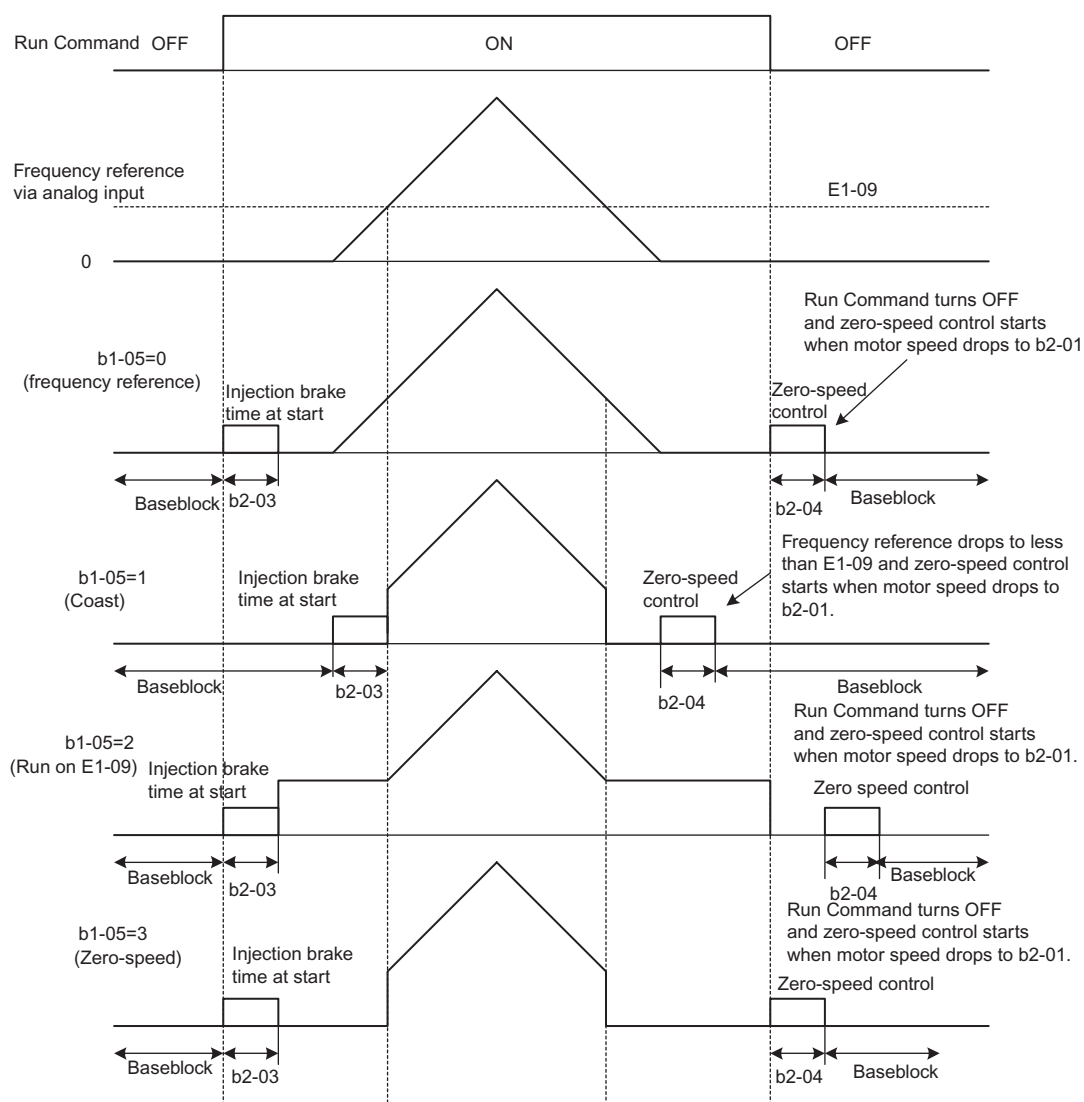 Run Command OFF ON OFF
Frequency reference
via analog input
E1-09
0
Run Command turns OFF
and zero-speed control starts
when motor speed drops to b2-01
b1-05=0
(frequency reference)
Injection brake
time at start
Zero-speed
control
Baseblock b2-03
b2-04 Baseblock
Frequency reference drops to less
than E1-09 and zero-speed control
starts when motor speed drops to
b2-01.
b1-05=1
(Coast)
Injection brake
time at start
Zero-speed
control
Baseblock b2-03
b2-04 Baseblock
Run Command turns OFF
and zero-speed control starts
when motor speed drops to b2-01.
b1-05=2
(Run on E1-09)
Injection brake
time at start
Zero speed control
Baseblock b2-03
b2-04 Baseblock
Run Command turns OFF
and zero-speed control starts
when motor speed drops to b2-01.
b1-05=3
(Zero-speed)
Injection brake
time at start
Zero-speed control
Baseblock b2-03
b2-04 Baseblock